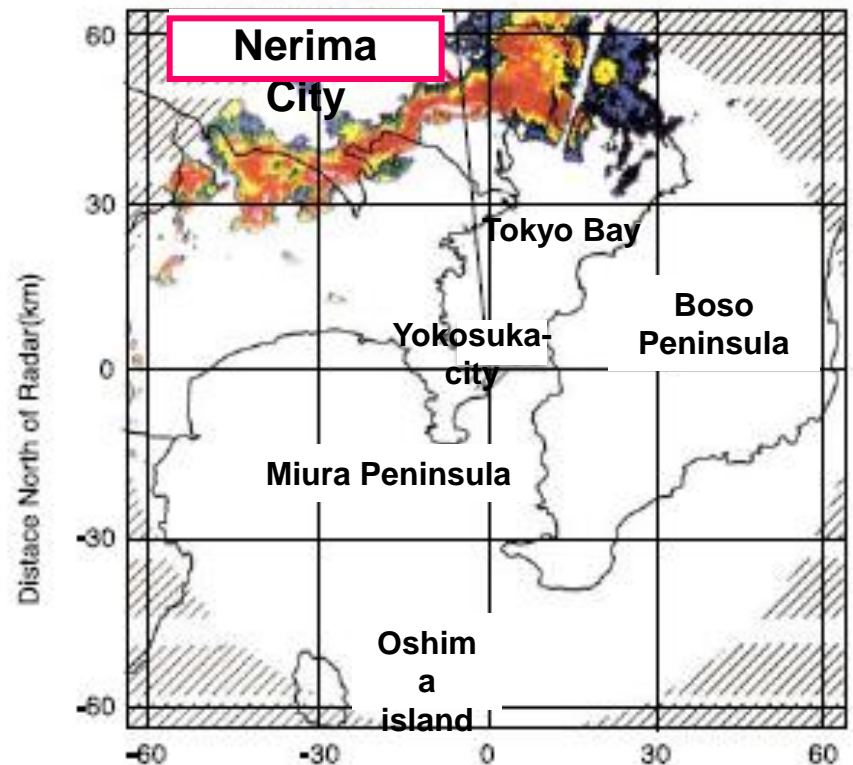 60
Nerima
City
30
Tokyo Bay
Boso
Peninsula
Yokosuka-
city
0
Miura Peninsula
-30
Oshim
a
island
-60
-60 -30 0 30 60
Distace North of Radar(km)